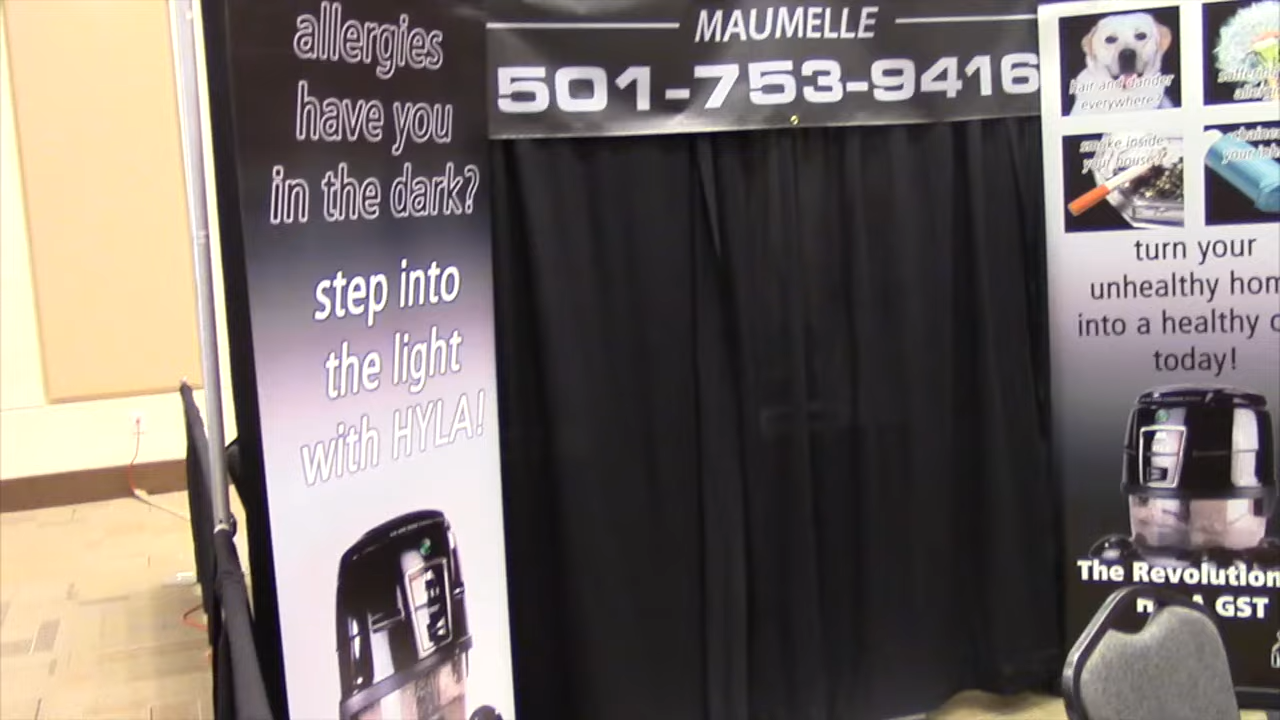 allergies
have you
in the dark?
step into
the light
with HYLA!
MAUMELLE
501-753-9416
hair and dander
everywhere?
smoke inside
your house?
turn your
unhealthy hom
into a healthy
today!
The Revolution
GST